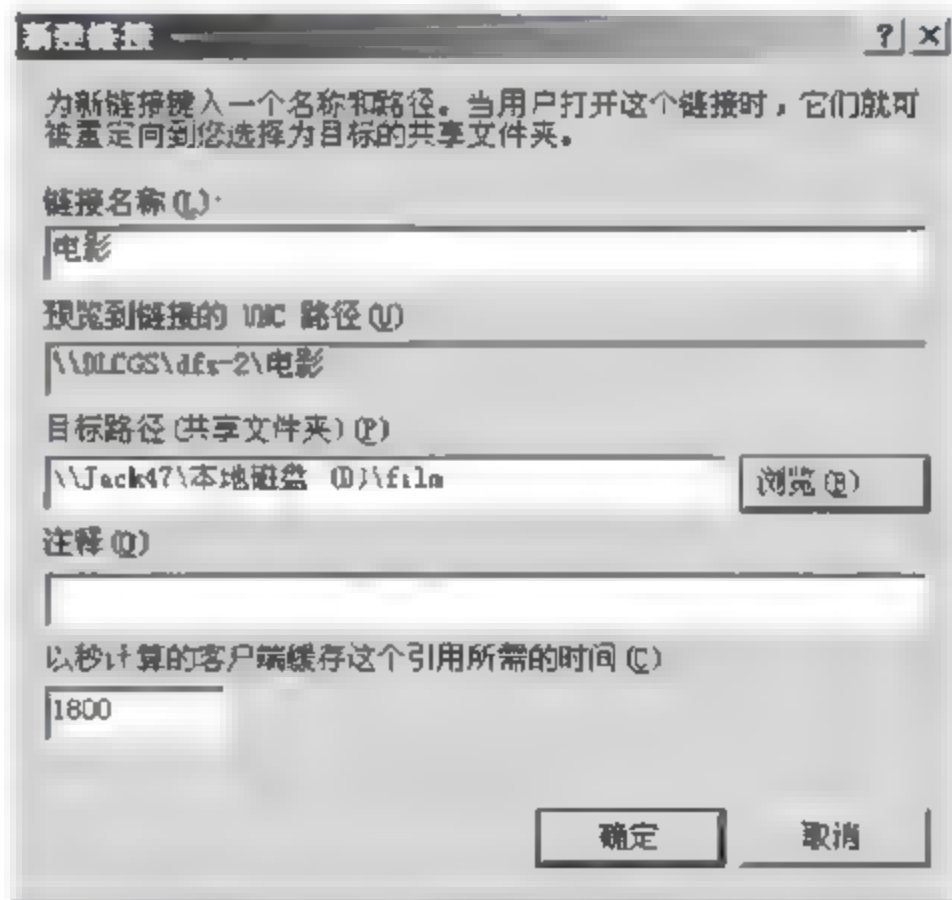 新建链接
为新链接键入一个名称和路径。当用户打开这个链接时，它们就可
被重定向到您选择为目标的共享文件夹。
链接名称(L):
电影
预览到链接的 UNC 路径(U)
\\DLCGS\dfs-2\电影
目标路径(共享文件夹)(P)
\\Jack47\本地磁盘 (D)\film
浏览(B)
注释(O)
以秒计算的客户端缓存这个引用所需的时间(C)
1800
确定
取消